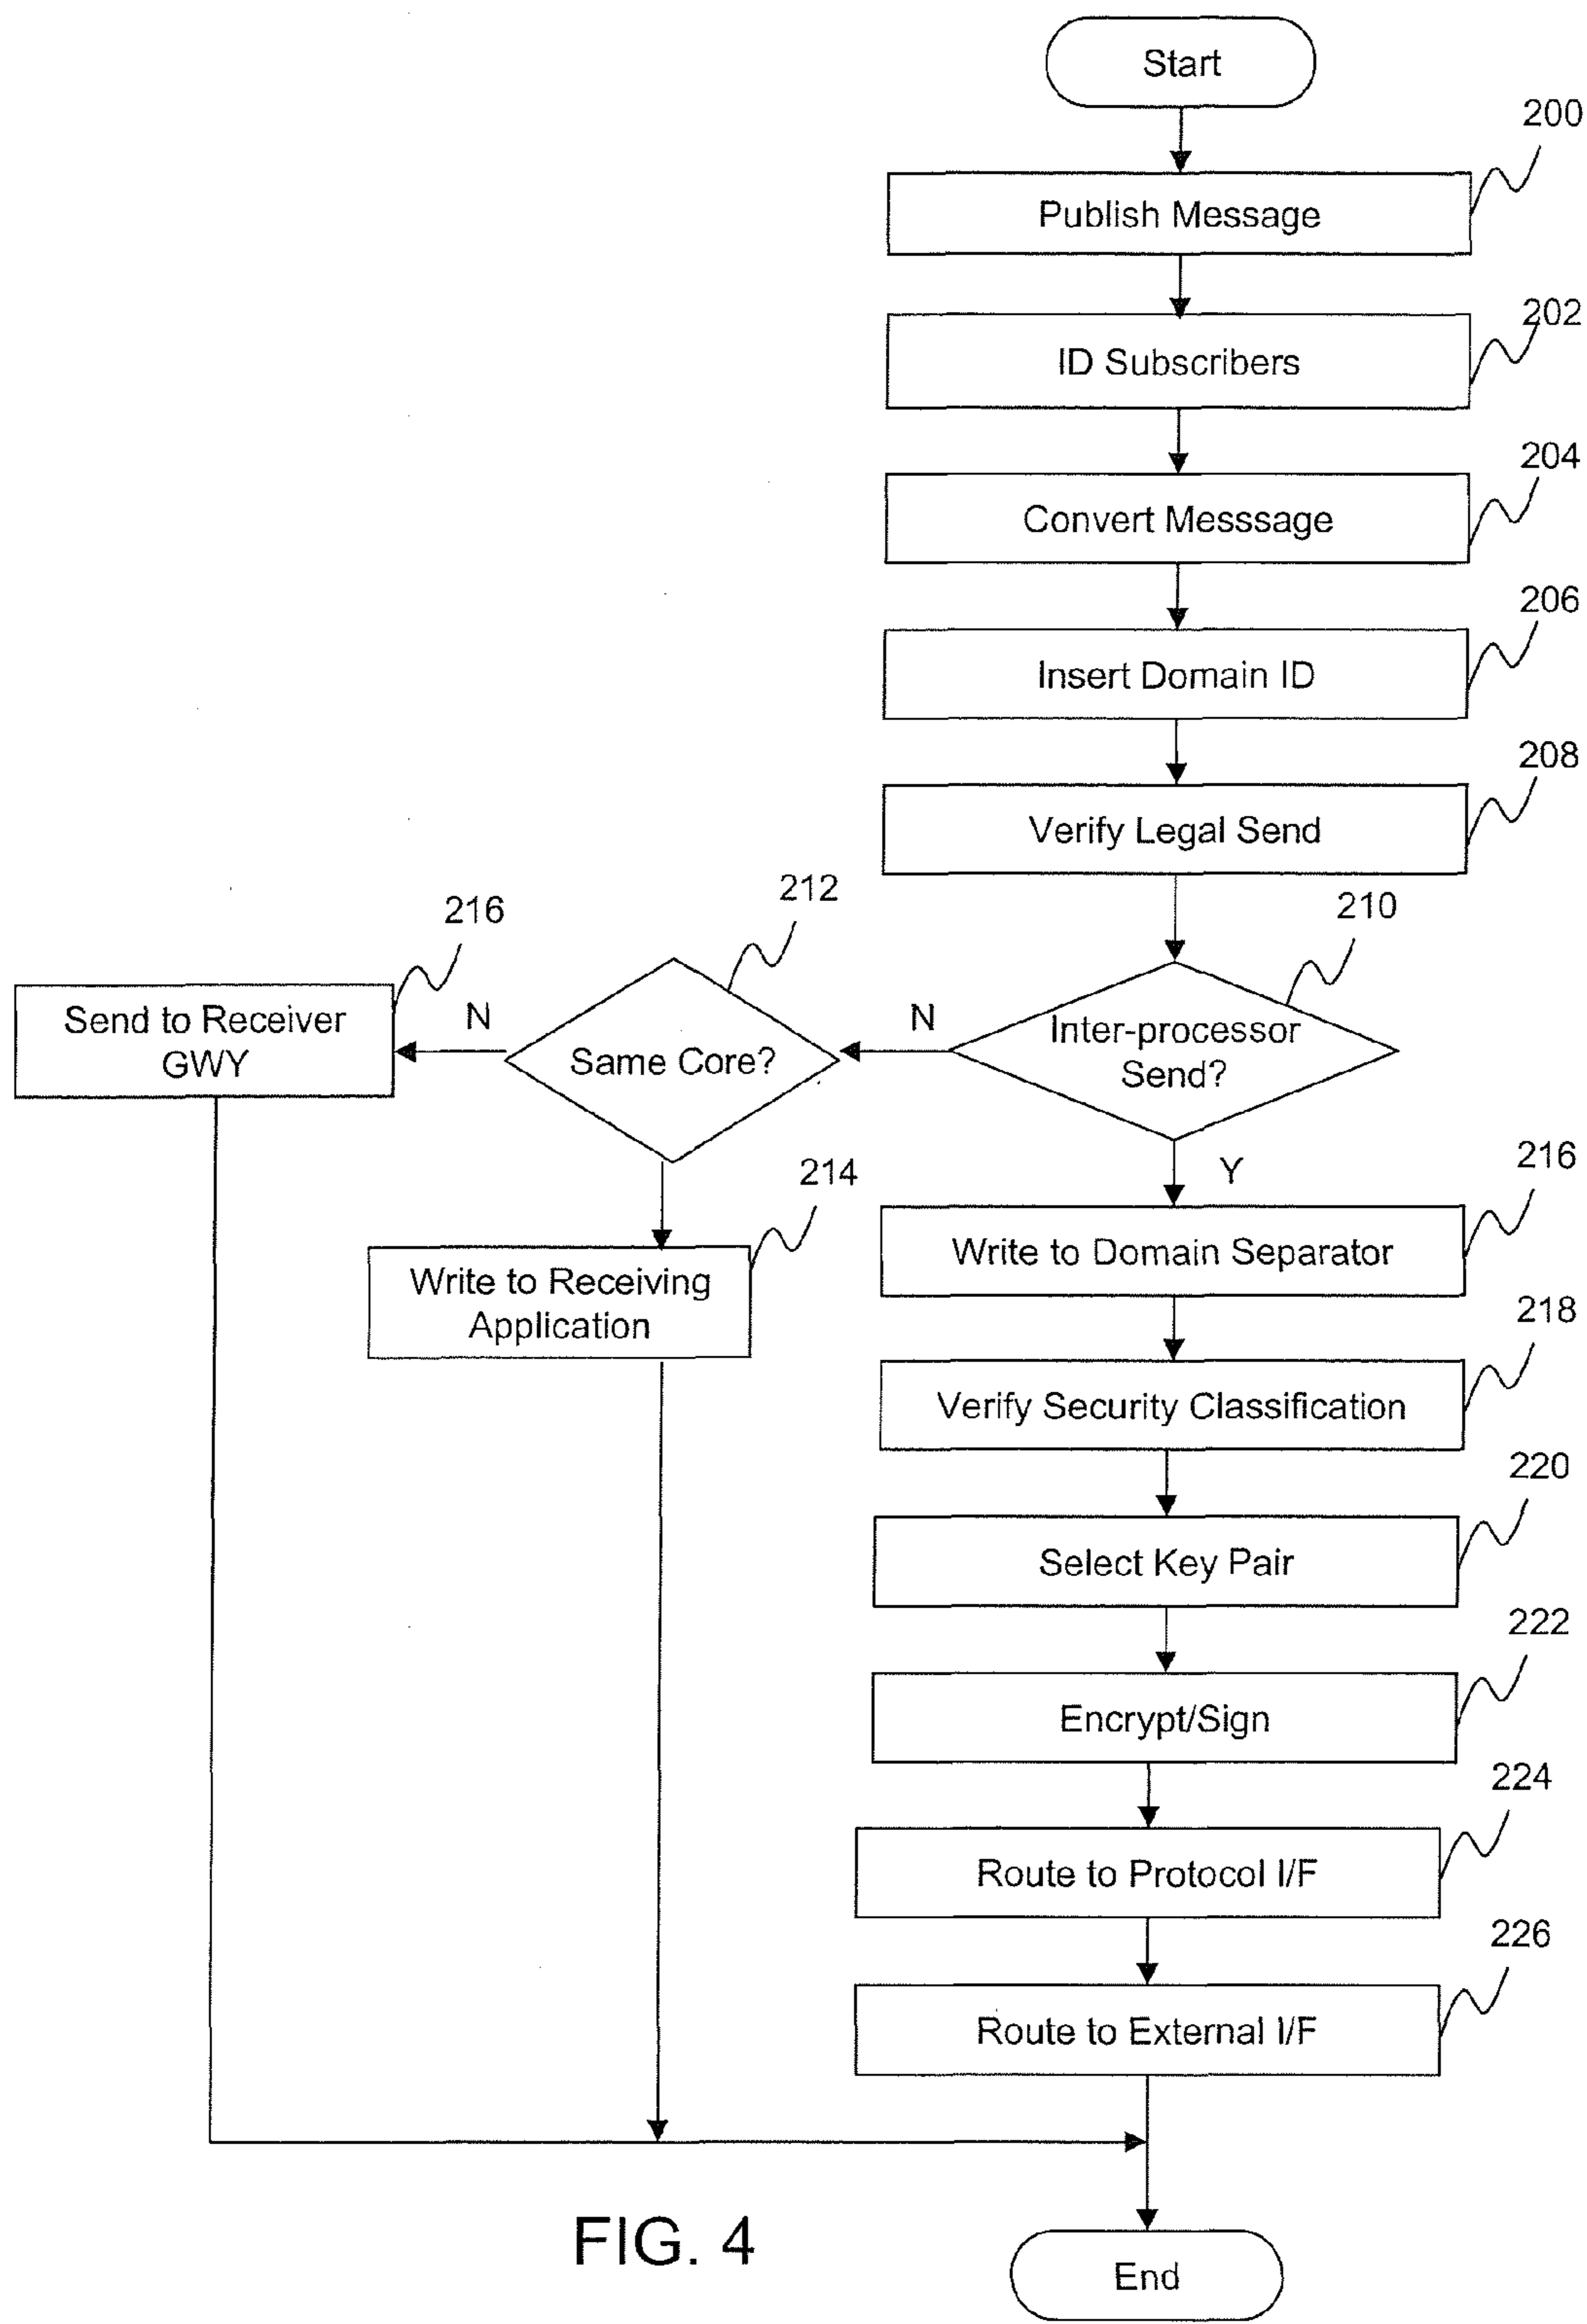 Start
200
Publish Message
202
ID Subscribers
204
Convert Messsage
206
Insert Domain ID
208
Verify Legal Send
210
Inter-processor
Send?
N
212
Same Core?
N
216
Send to Receiver
GWY
214
Write to Receiving
Application
Y
216
Write to Domain Separator
218
Verify Security Classification
220
Select Key Pair
222
Encrypt/Sign
224
Route to Protocol I/F
226
Route to External I/F
End
FIG. 4